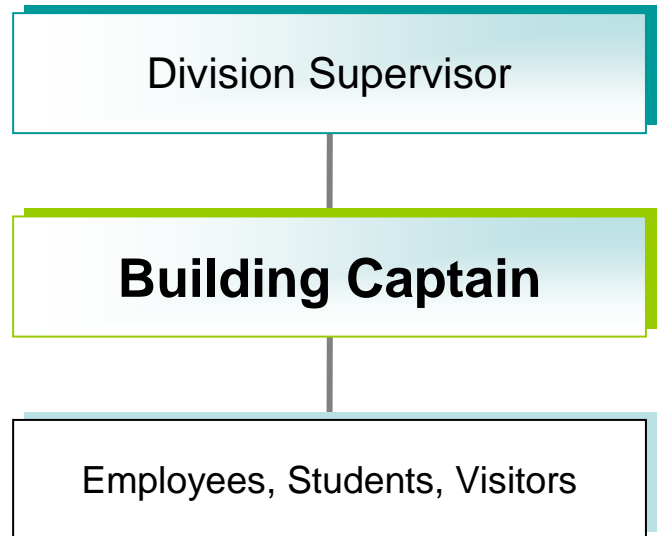 Division Supervisor
Building Captain
Employees, Students, Visitors